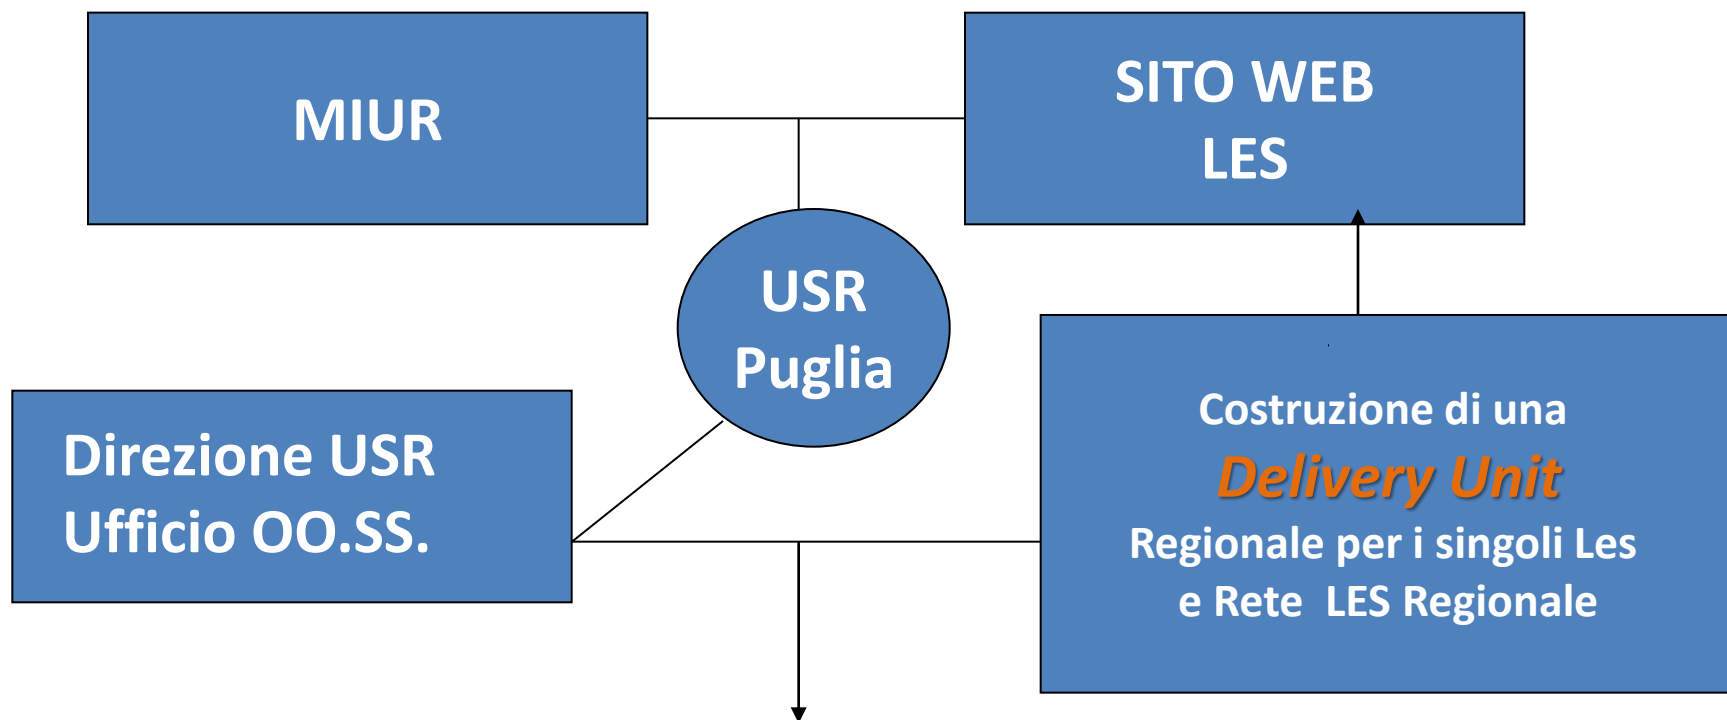 MIUR
SITO WEB
LES
USR
Puglia
Direzione USR
Ufficio OO.SS.
Costruzione di una
Delivery Unit
Regionale per i singoli Les
e Rete LES Regionale